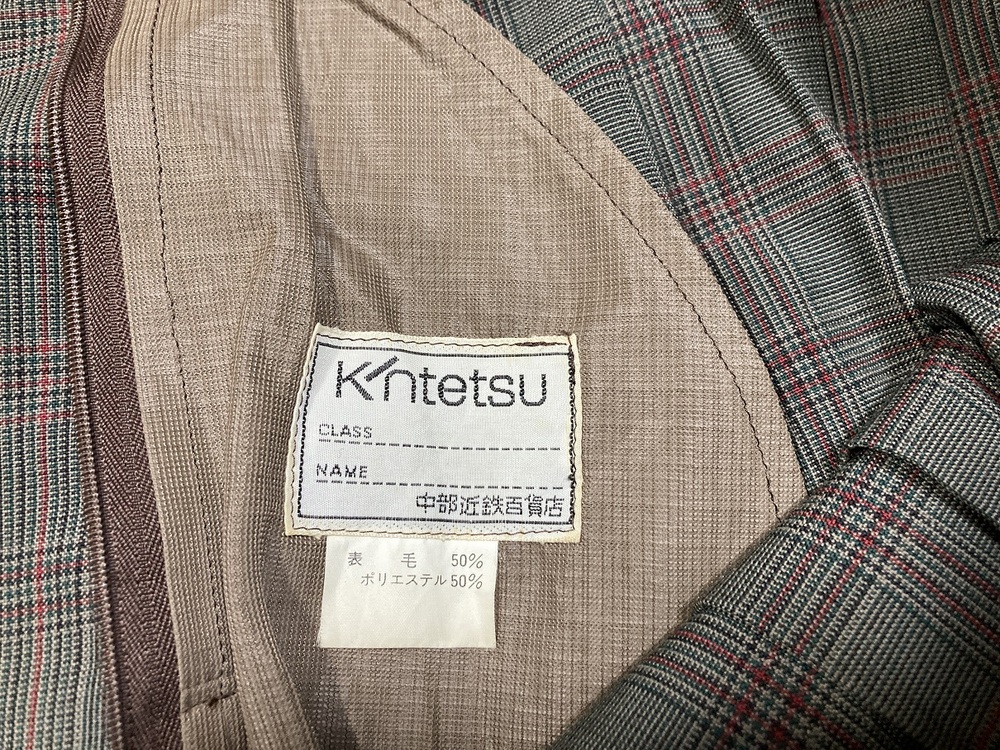 Kintetsu
CLASS
NAME
中部近鉄百貨店
表 毛 50%
ポリエステル 50%